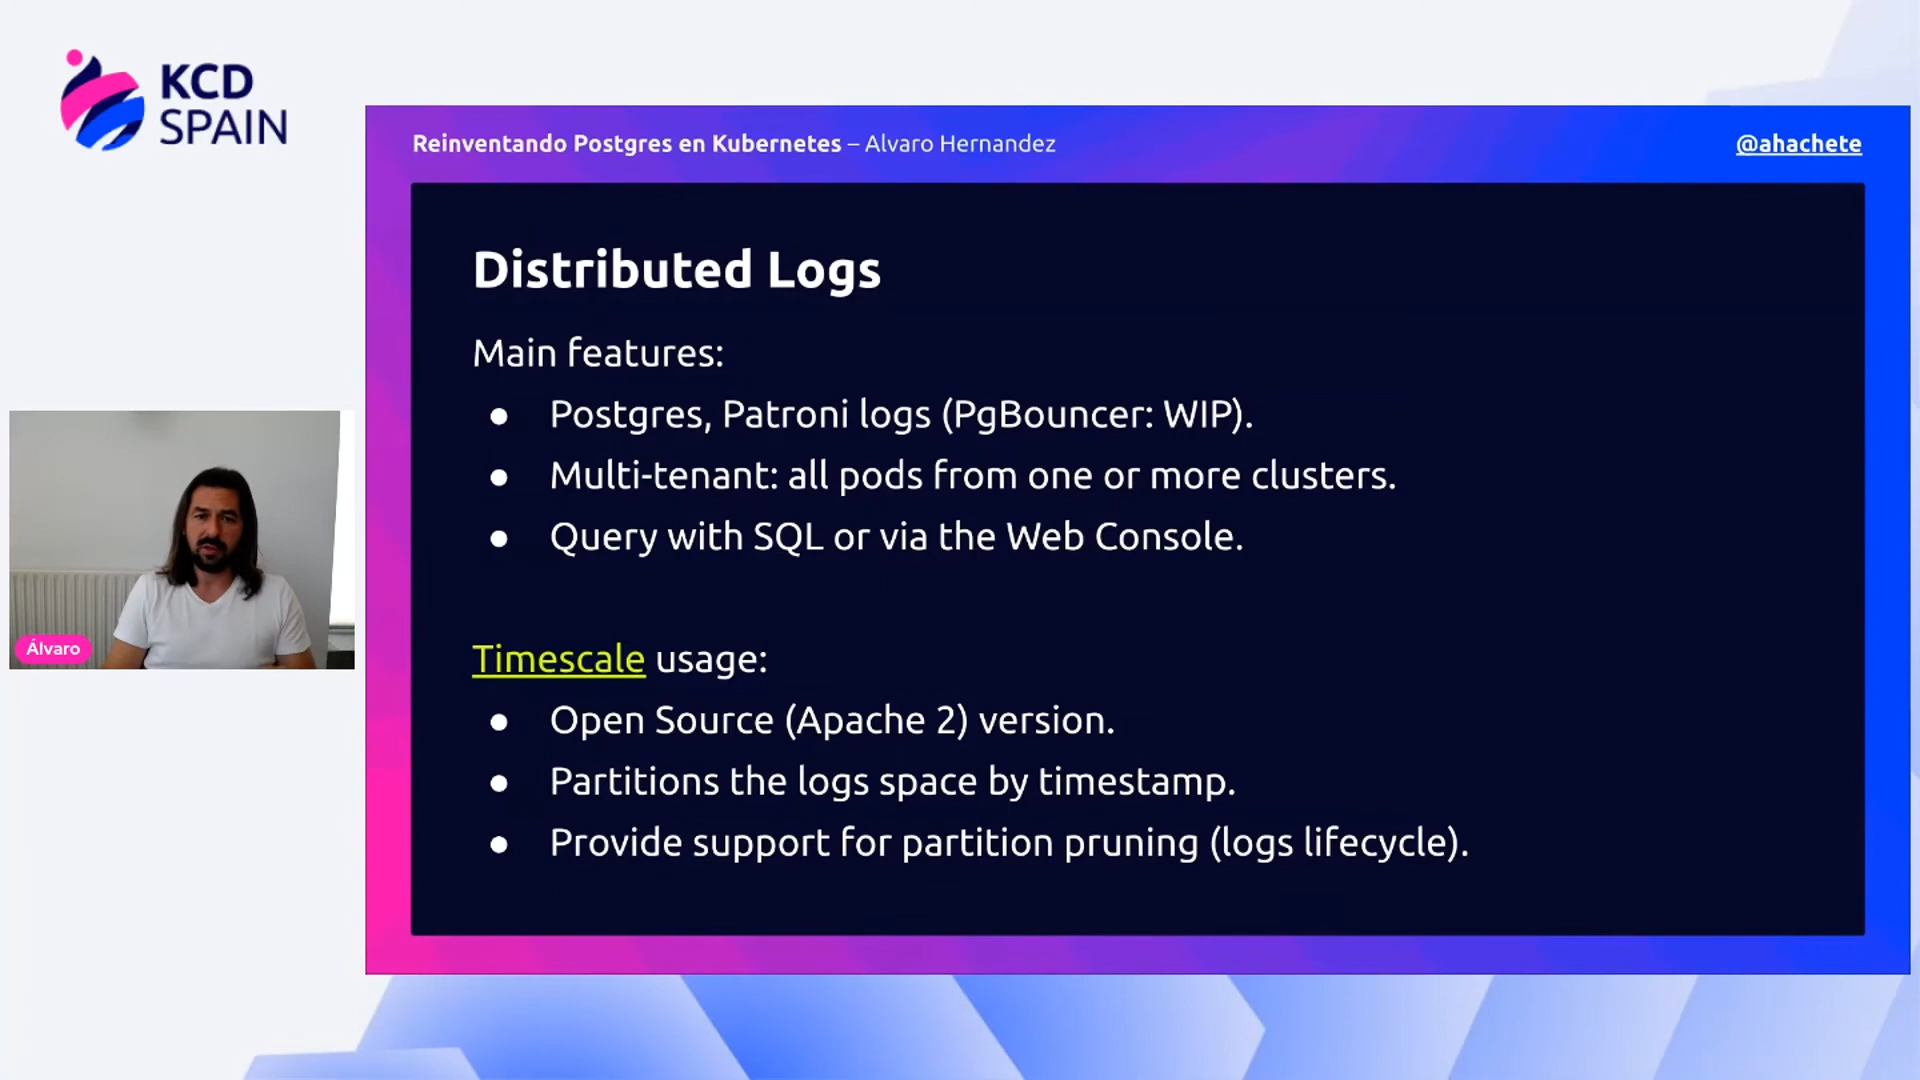 KCD
SPAIN
Reinventando Postgres en Kubernetes – Alvaro Hernandez
@ahachete
Distributed Logs
Main features:
● Postgres, Patroni logs (PgBouncer: WIP).
● Multi-tenant: all pods from one or more clusters.
● Query with SQL or via the Web Console.
Álvaro
Timescale usage:
● Open Source (Apache 2) version.
● Partitions the logs space by timestamp.
● Provide support for partition pruning (logs lifecycle).